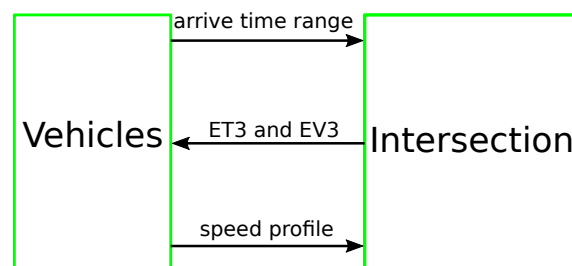 arrive time range
Vehicles
ET3 and EV3
Intersection
speed profile